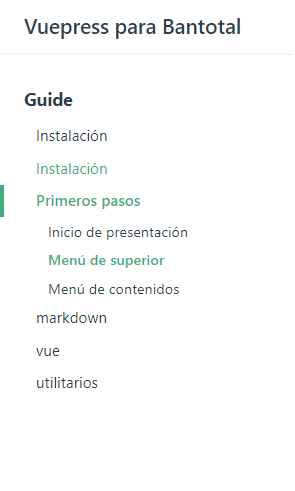 Vuepress para Bantotal
Guide
Instalación
Instalación
Primeros pasos
Inicio de presentación
Menú de superior
Menú de contenidos
markdown
vue
utilitarios